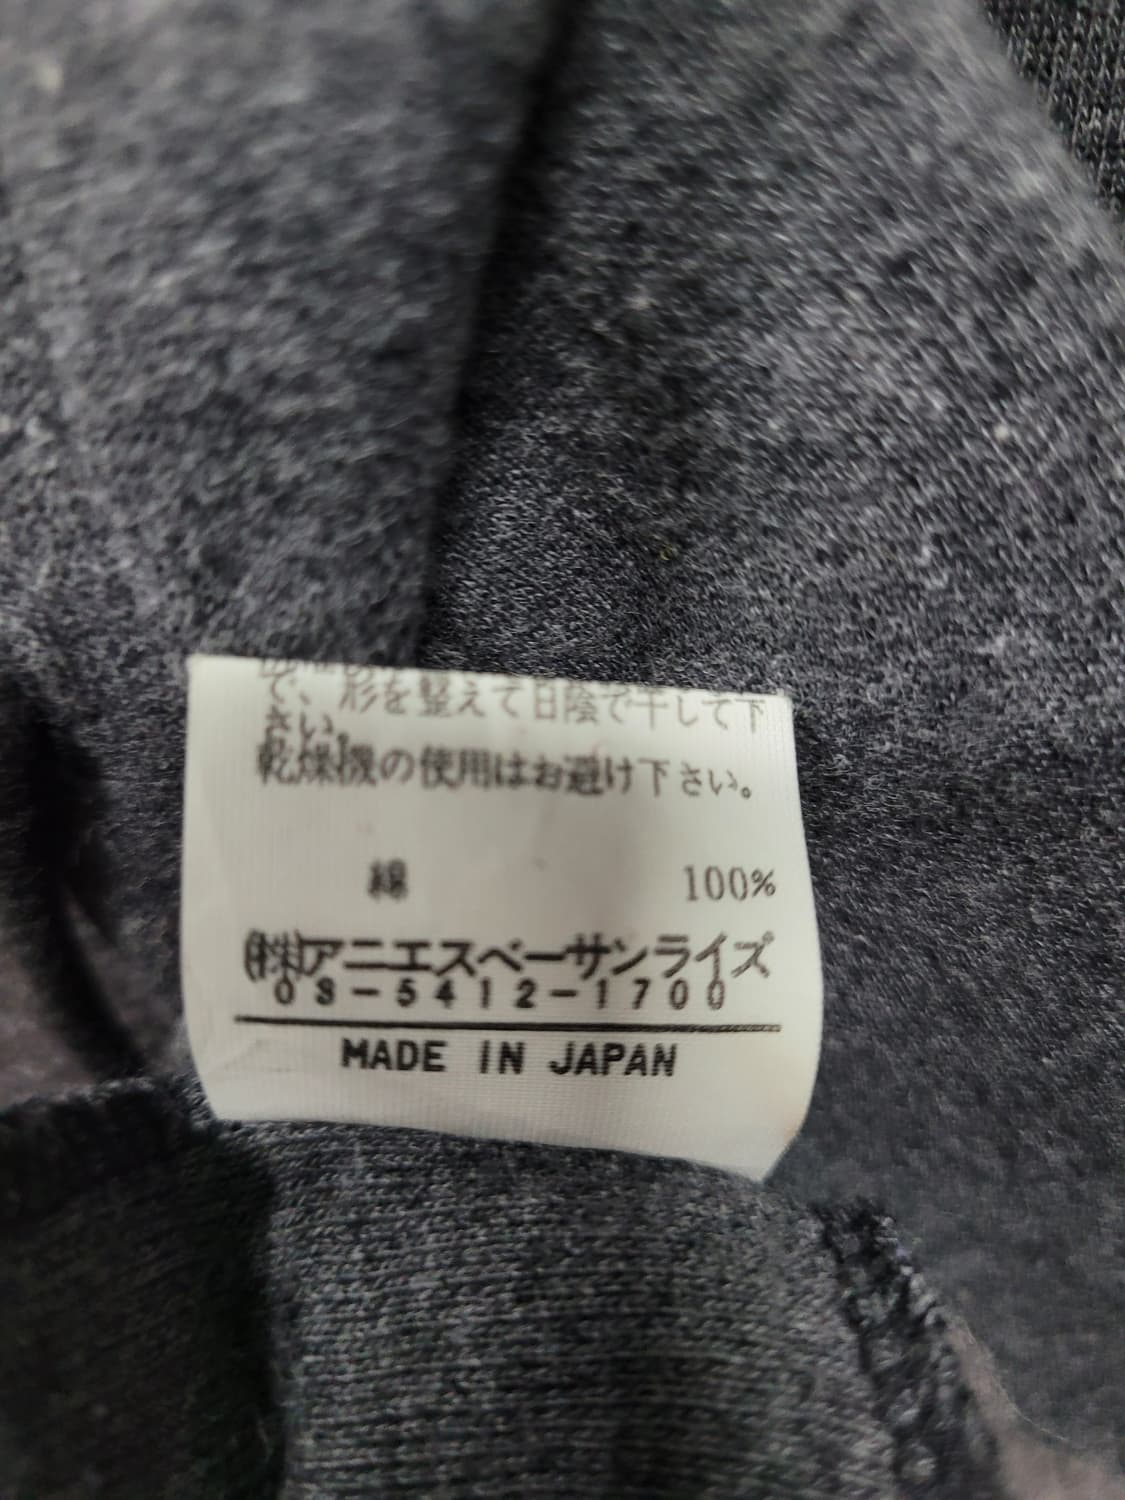 で、形を整えて日陰で干して下
さい。
乾燥機の使用はお避け下さい。
綿 100%
(株)アニエスベーサンライズ
03-5412-1700
MADE IN JAPAN